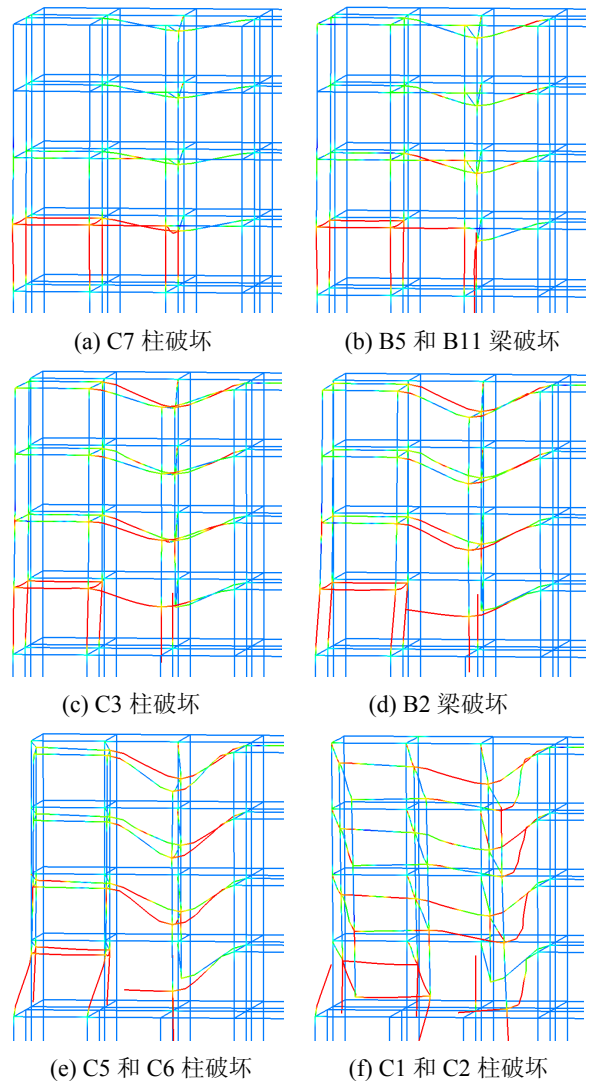 (a) C7 柱破坏
(b) B5 和 B11 梁破坏
(c) C3 柱破坏
(d) B2 梁破坏
(e) C5 和 C6 柱破坏
(f) C1 和 C2 柱破坏